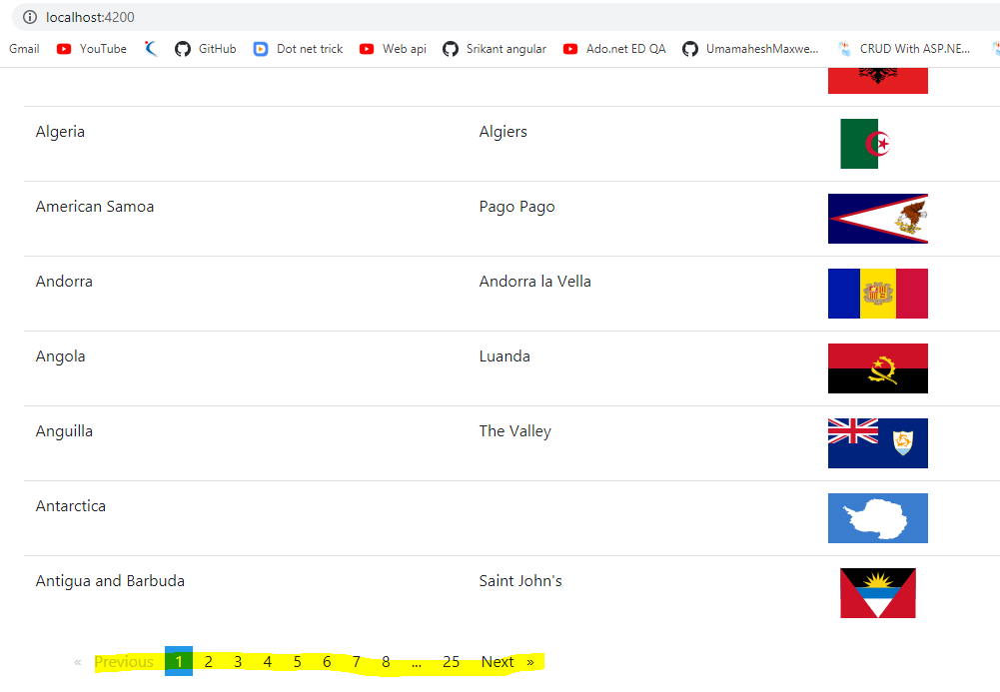 localhost:4200
Gmail YouTube GitHub Dot net trick Web api Srikant angular Ado.net ED QA UmamaheshMaxwe... CRUD With ASP.NE...
Algeria Algiers
American Samoa Pago Pago
Andorra Andorra la Vella
Angola Luanda
Anguilla The Valley
Antarctica
Antigua and Barbuda Saint John's
« Previous 1 2 3 4 5 6 7 8 ... 25 Next »